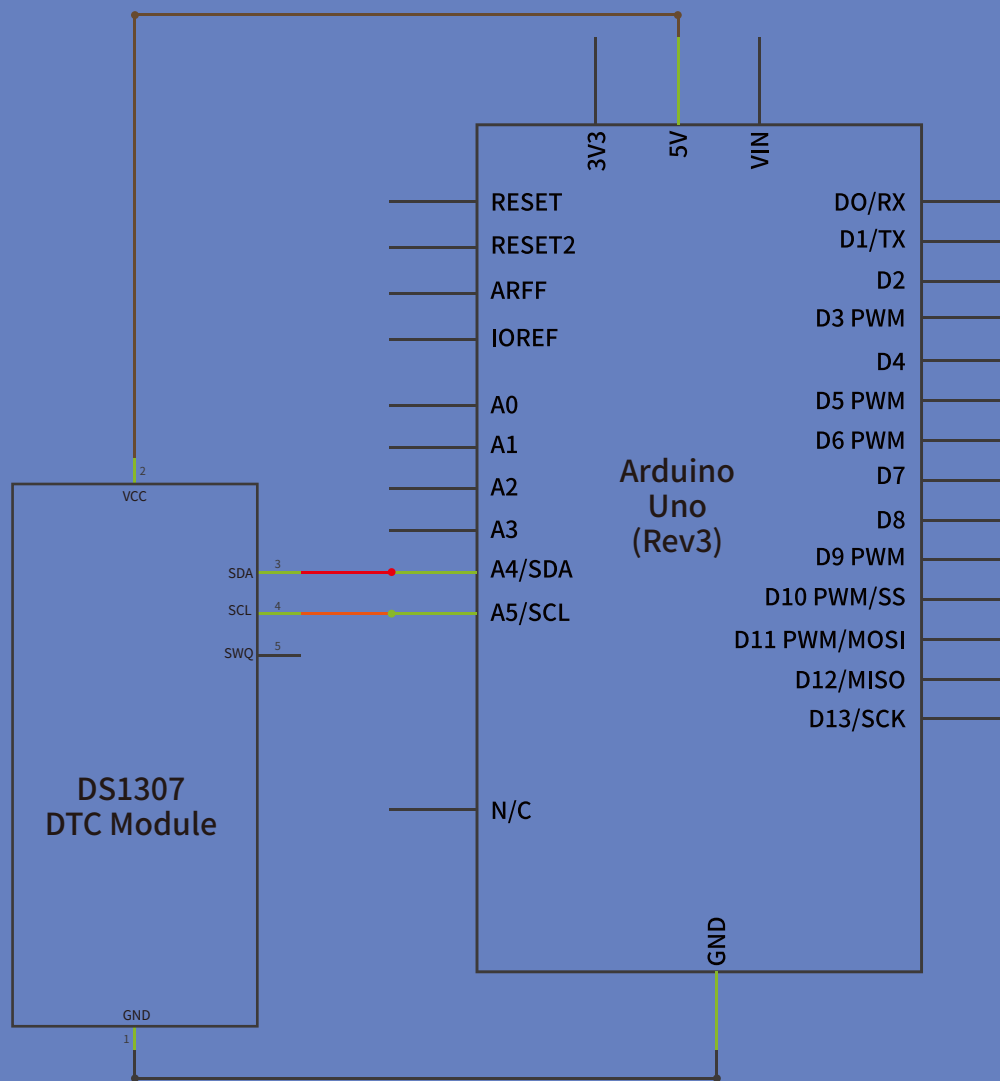 3V3
5V
VIN
RESET
RESET2
ARFF
IOREF
A0
A1
A2
A3
A4/SDA
A5/SCL
N/C
DO/RX
D1/TX
D2
D3 PWM
D4
D5 PWM
D6 PWM
D7
D8
D9 PWM
D10 PWM/SS
D11 PWM/MOSI
D12/MISO
D13/SCK
Arduino
Uno
(Rev3)
GND
2
VCC
SDA 3
SCL 4
SWQ 5
DS1307
DTC Module
GND
1